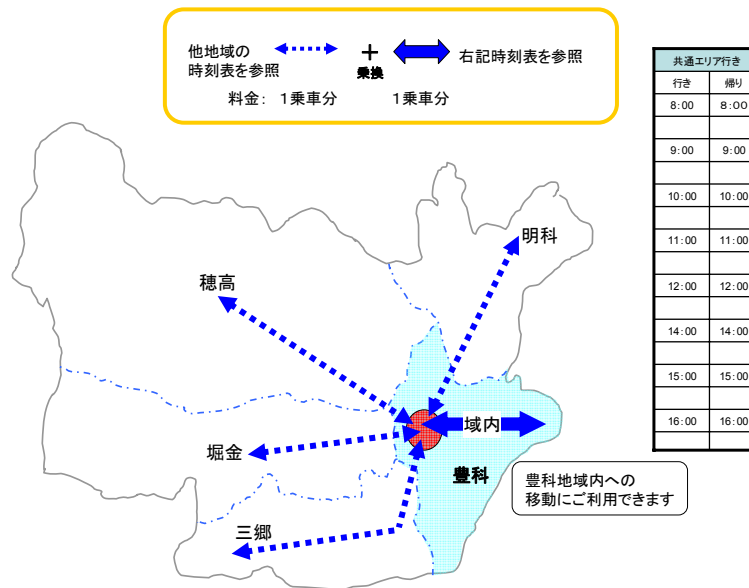 他地域の
時刻表を参照
+
乗換
右記時刻表を参照
料金： 1乗車分 1乗車分
共通エリア行き
行き 帰り
8:00 8:00
9:00 9:00
10:00 10:00
11:00 11:00
12:00 12:00
14:00 14:00
15:00 15:00
16:00 16:00
明科
穂高
域内
堀金
豊科
豊科地域内への
移動にご利用できます
三郷